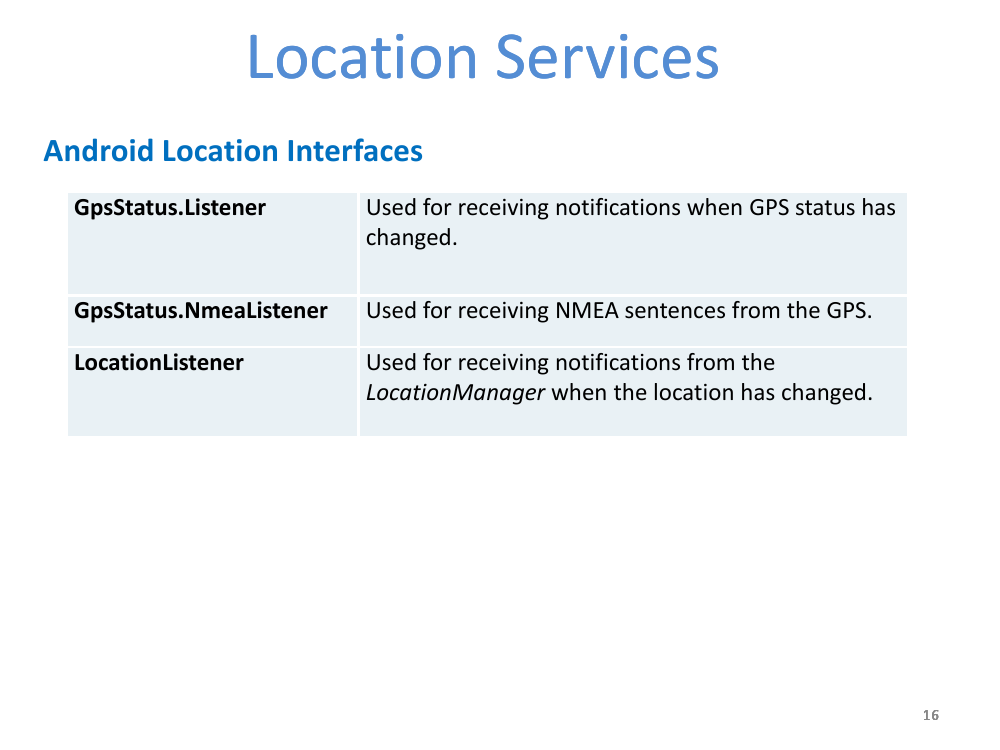 Location Services
Android Location Interfaces
GpsStatus.Listener
Used for receiving notifications when GPS status has
changed.
GpsStatus.NmeaListener
Used for receiving NMEA sentences from the GPS.
LocationListener
Used for receiving notifications from the
LocationManager when the location has changed.
16